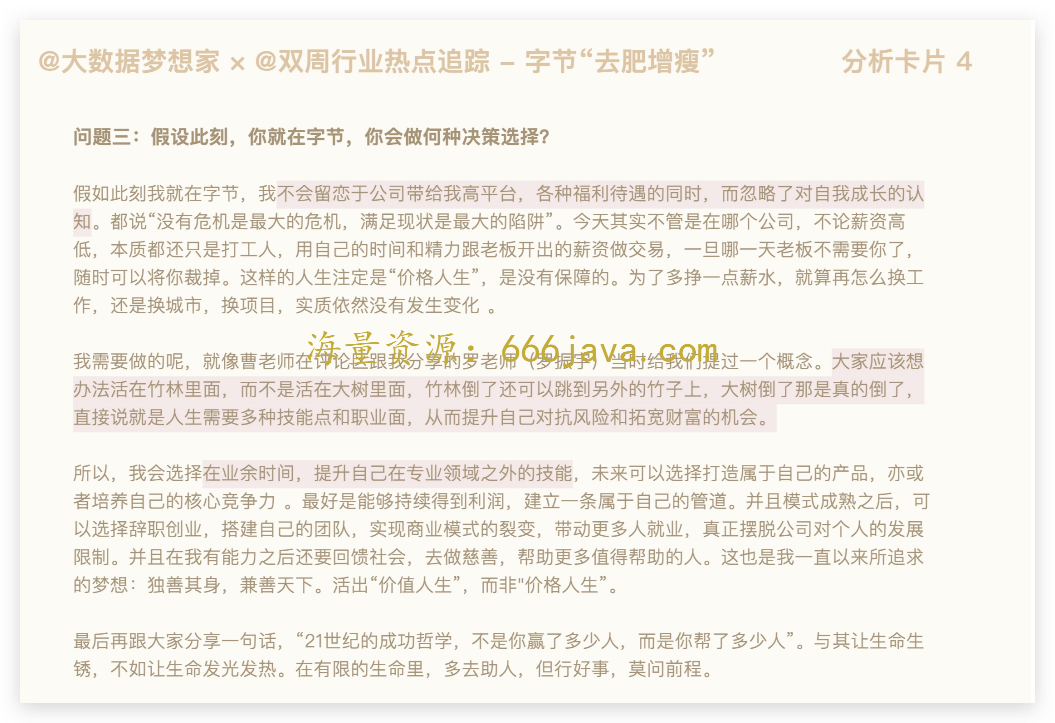 @大数据梦想家 × @双周行业热点追踪 – 字节“去肥增瘦”
分析卡片 4
问题三：假设此刻，你就在字节，你会做何种决策选择？
假如此刻我就在字节，我不会留恋于公司带给我高平台，各种福利待遇的同时，而忽略了对自我成长的认
知。都说“没有危机是最大的危机，满足现状是最大的陷阱”。今天其实不管是在哪个公司，不论薪资高
低，本质都还只是打工人，用自己的时间和精力跟老板开出的薪资做交易，一旦哪一天老板不需要你了，
随时可以将你裁掉。这样的人生注定是“价格人生”，是没有保障的。为了多挣一点薪水，就算再怎么换工
作，还是换城市，换项目，实质依然没有发生变化 。
海量资源：666java.com
我需要做的呢，就像曹老师在评论区跟我分享的罗老师（罗振宇）当时给我们提过一个概念。大家应该想
办法活在竹林里面，而不是活在大树里面，竹林倒了还可以跳到另外的竹子上，大树倒了那是真的倒了，
直接说就是人生需要多种技能点和职业面，从而提升自己对抗风险和拓宽财富的机会。
所以，我会选择在业余时间，提升自己在专业领域之外的技能，未来可以选择打造属于自己的产品，亦或
者培养自己的核心竞争力 。最好是能够持续得到利润，建立一条属于自己的管道。并且模式成熟之后，可
以选择辞职创业，搭建自己的团队，实现商业模式的裂变，带动更多人就业，真正摆脱公司对个人的发展
限制。并且在我有能力之后还要回馈社会，去做慈善，帮助更多值得帮助的人。这也是我一直以来所追求
的梦想：独善其身，兼善天下。活出“价值人生”，而非"价格人生”。
最后再跟大家分享一句话，“21世纪的成功哲学，不是你赢了多少人，而是你帮了多少人”。与其让生命生
锈，不如让生命发光发热。在有限的生命里，多去助人，但行好事，莫问前程。